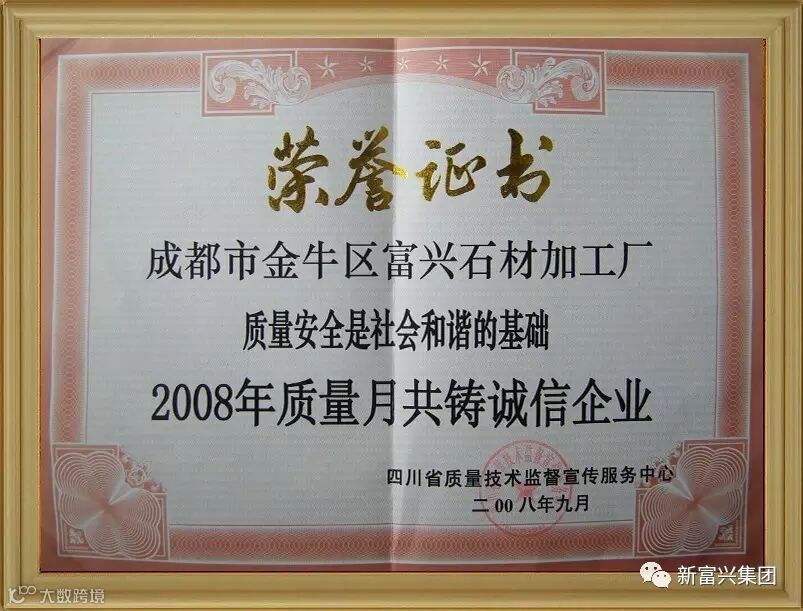 荣誉证书
成都市金牛区富兴石材加工厂
质量安全是社会和谐的基础
2008年质量月共铸诚信企业
四川省质量技术监督宣传服务中心
二00八年九月
新富兴集团
大数跨境